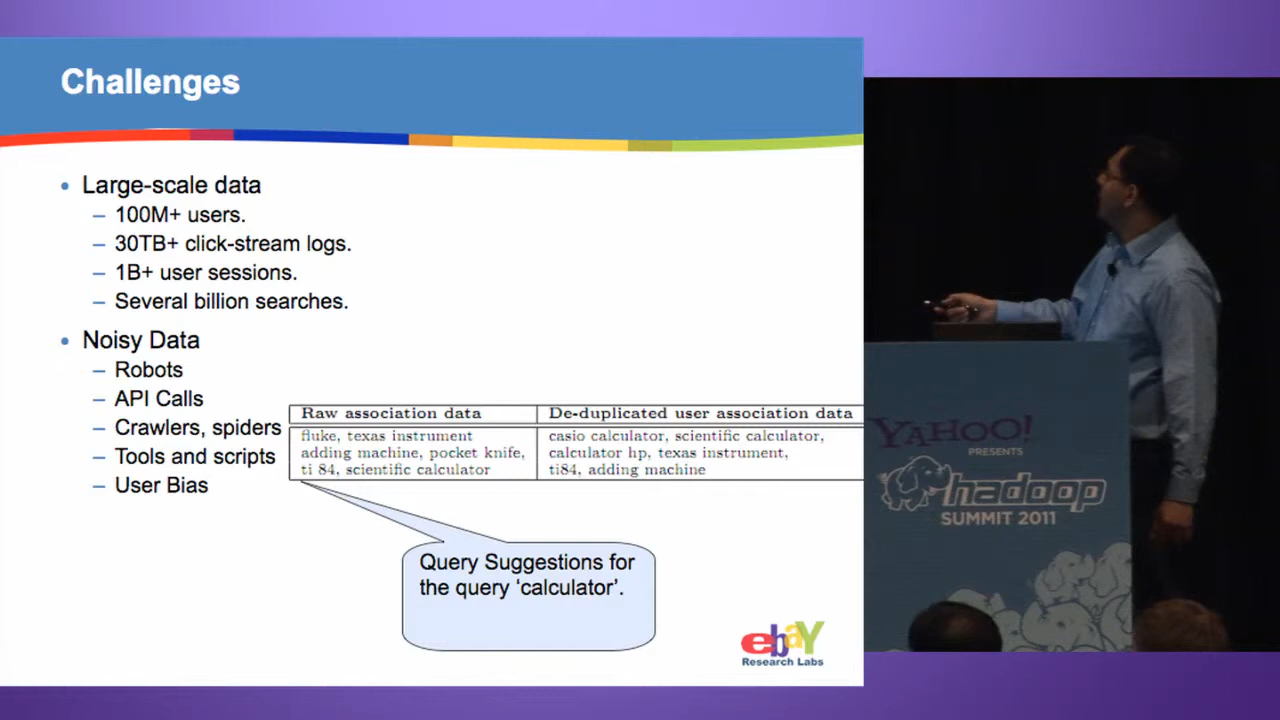 Challenges
• Large-scale data
– 100M+ users.
– 30TB+ click-stream logs.
– 1B+ user sessions.
– Several billion searches.
• Noisy Data
– Robots
– API Calls
– Crawlers, spiders
– Tools and scripts
– User Bias
Raw association data
fluke, texas instrument
adding machine, pocket knife,
ti 84, scientific calculator
De-duplicated user association data
casio calculator, scientific calculator,
calculator hp, texas instrument,
ti84, adding machine
Query Suggestions for
the query ‘calculator’.
ebaY
Research Labs
YAHOO!
PRESENTS
hadoop
SUMMIT 2011